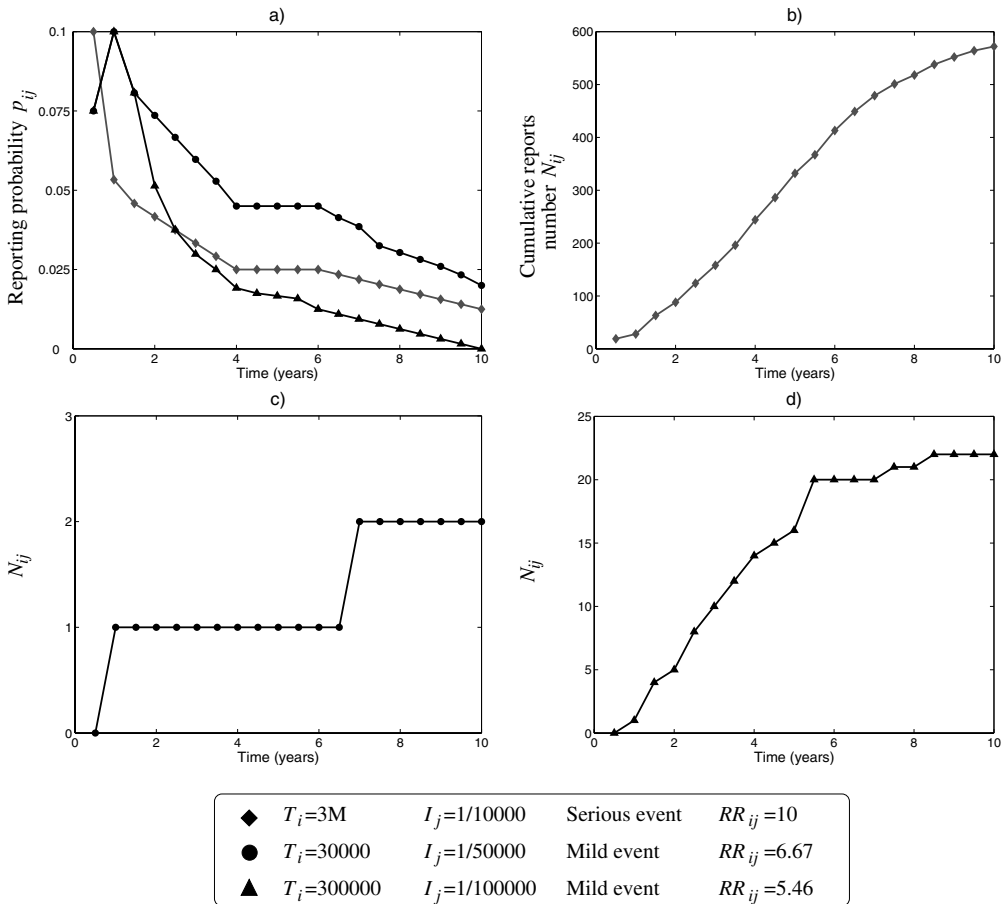 a)
Reporting probability p_ij
0.1
0.075
0.05
0.025
0
0 2 4 6 8 10
Time (years)
b)
Cumulative reports
number N_ij
600
500
400
300
200
100
0
0 2 4 6 8 10
Time (years)
c)
N_ij
3
2
1
0
0 2 4 6 8 10
Time (years)
d)
N_ij
25
20
15
10
5
0
0 2 4 6 8 10
Time (years)
T_i=3M I_j=1/10000 Serious event RR_ij=10
T_i=30000 I_j=1/50000 Mild event RR_ij=6.67
T_i=300000 I_j=1/100000 Mild event RR_ij=5.46